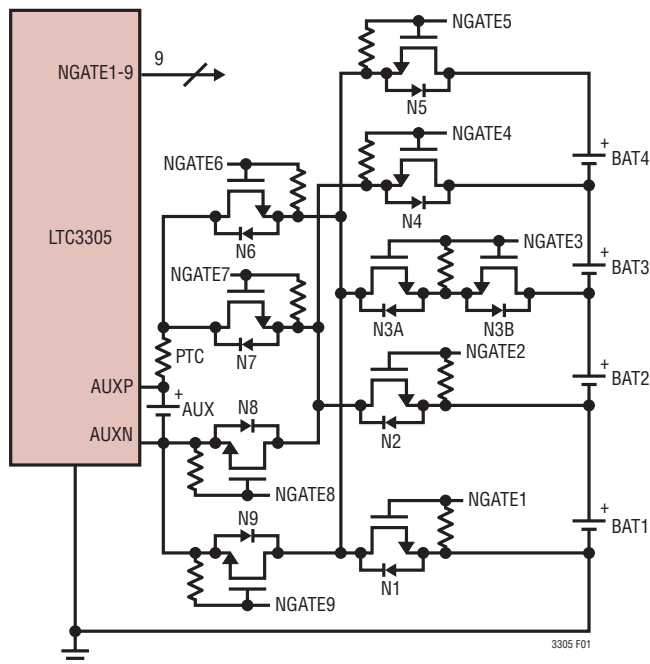 NGATE5
9
NGATE1-9
N5
NGATE4
NGATE6
+
BAT4
N4
LTC3305
N6
NGATE3
+
BAT3
NGATE7
N3A
N3B
PTC
N7
NGATE2
+
BAT2
AUXP
+
AUX
N8
AUXN
N2
NGATE8
NGATE1
N9
+
BAT1
N1
NGATE9
3305 F01